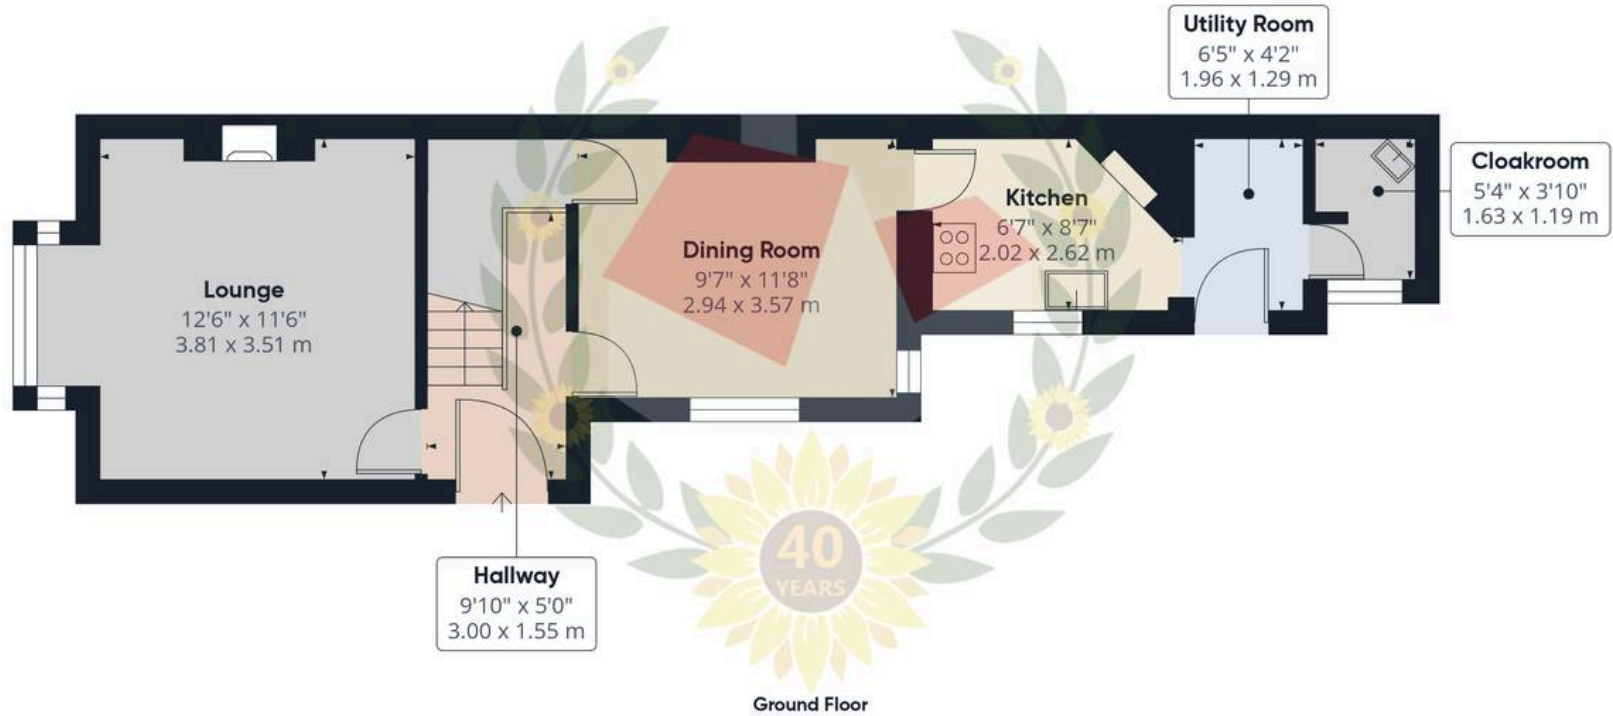 Utility Room
6'5" x 4'2"
1.96 x 1.29 m
Cloakroom
5'4" x 3'10"
1.63 x 1.19 m
Kitchen
6'7" x 8'7"
2.02 x 2.62 m
Dining Room
9'7" x 11'8"
2.94 x 3.57 m
Lounge
12'6" x 11'6"
3.81 x 3.51 m
Hallway
9'10" x 5'0"
3.00 x 1.55 m
40
YEARS
Ground Floor